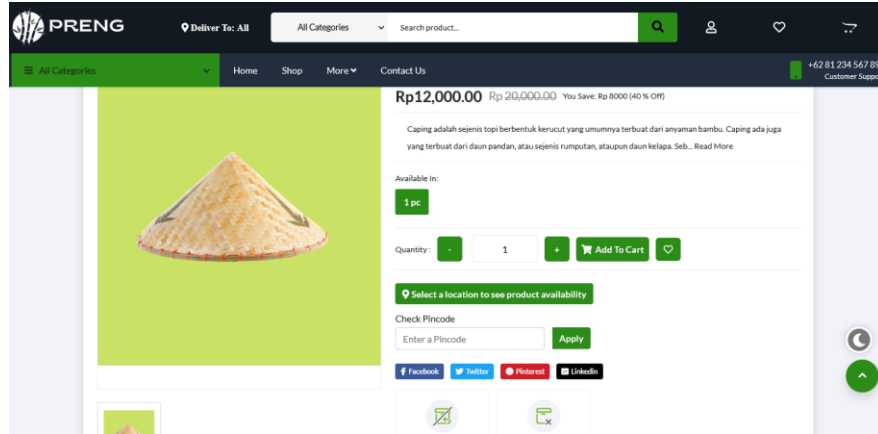 PRENG
Deliver To: All
All Categories
Search product...
All Categories
Home
Shop
More
Contact Us
+62 81 234 567 89
Customer Suppo
Rp12,000.00 Rp 20,000.00 You Save: Rp 8000 (40 % Off)
Caping adalah sejenis topi berbentuk kerucut yang umumnya terbuat dari anyaman bambu. Caping ada juga
yang terbuat dari daun pandan, atau sejenis rumputan, ataupun daun kelapa. Seb... Read More
Available In:
1 pc
Quantity : - 1 + Add To Cart
Select a location to see product availability
Check Pincode
Enter a Pincode
Apply
Facebook
Twitter
Pinterest
Linkedin